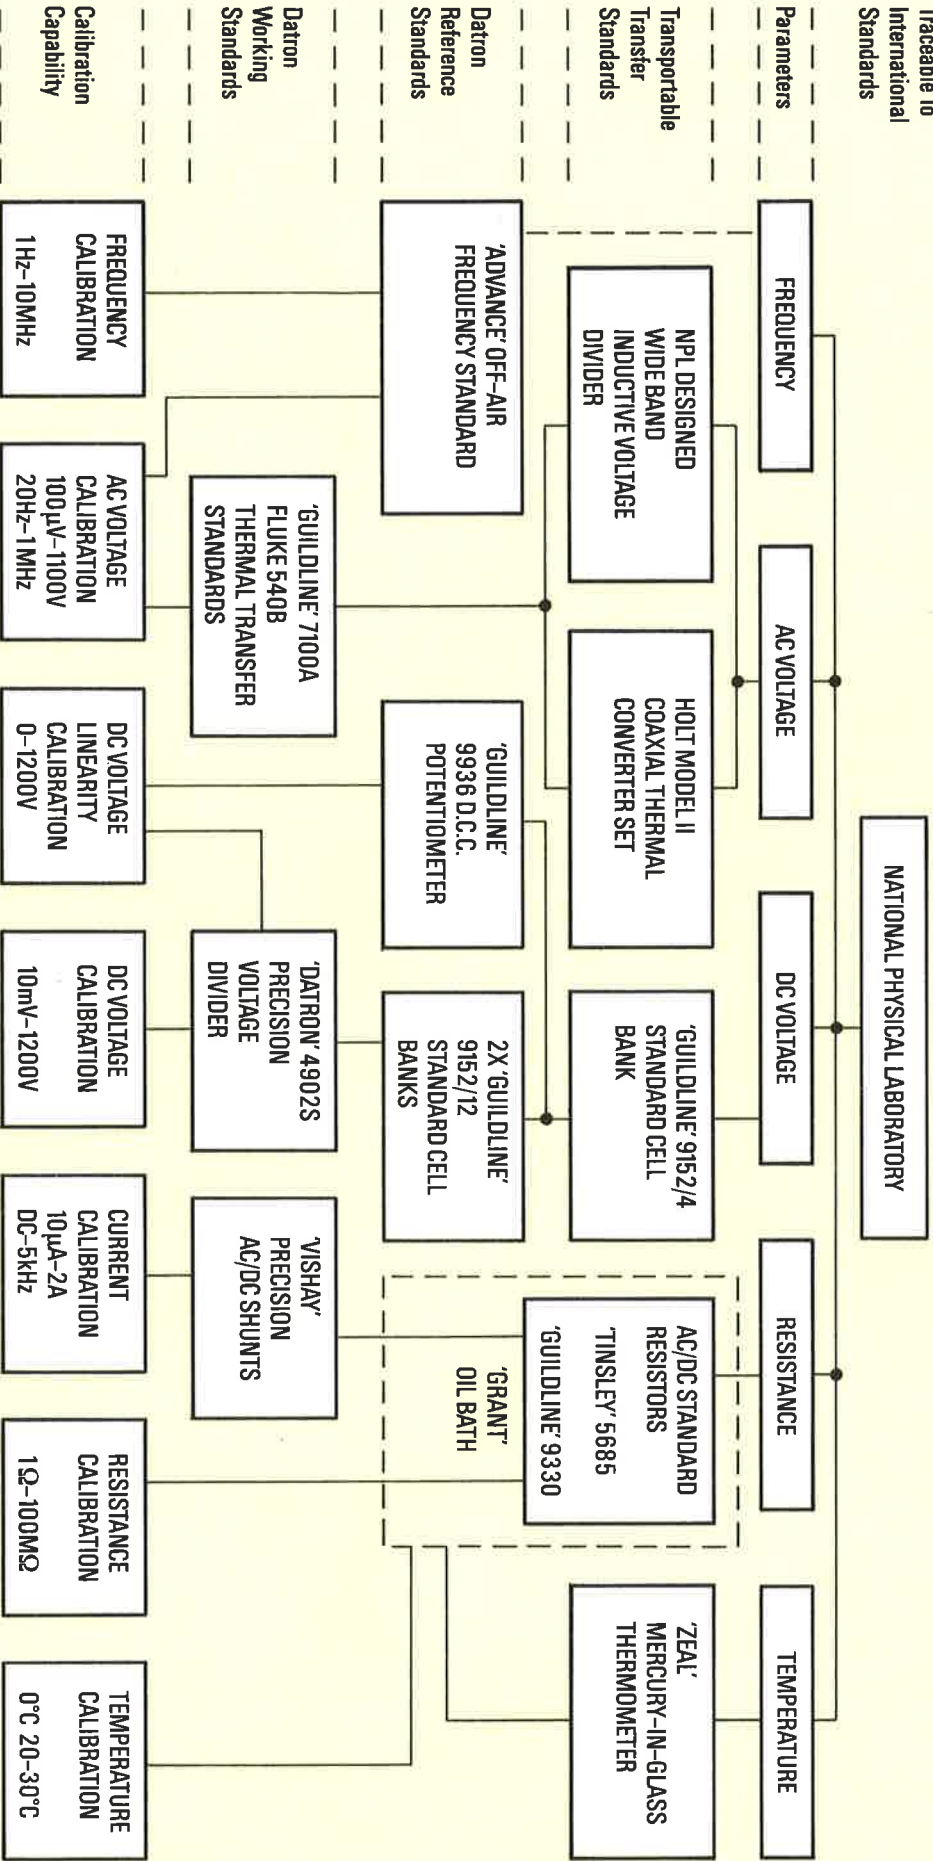 Traceable To
International
Standards
NATIONAL PHYSICAL LABORATORY
Parameters
FREQUENCY
AC VOLTAGE
DC VOLTAGE
RESISTANCE
TEMPERATURE
Transportable
Transfer
Standards
NPL DESIGNED
WIDE BAND
INDUCTIVE VOLTAGE
DIVIDER
HOLT MODEL II
COAXIAL THERMAL
CONVERTER SET
'GUILDLINE' 9152/4
STANDARD CELL
BANK
AC/DC STANDARD
RESISTORS
'TINSLEY' 5685
'GUILDLINE' 9330
'ZEAL'
MERCURY-IN-GLASS
THERMOMETER
Datron
Reference
Standards
'ADVANCE' OFF-AIR
FREQUENCY STANDARD
'GUILDLINE'
9936 D.C.C.
POTENTIOMETER
2X 'GUILDLINE'
9152/12
STANDARD CELL
BANKS
'GRANT'
OIL BATH
Datron
Working
Standards
'GUILDLINE' 7100A
FLUKE 540B
THERMAL TRANSFER
STANDARDS
'DATRON' 4902S
PRECISION
VOLTAGE
DIVIDER
'VISHAY'
PRECISION
AC/DC SHUNTS
Calibration
Capability
FREQUENCY
CALIBRATION
1Hz-10MHz
AC VOLTAGE
CALIBRATION
100µV-1100V
20Hz-1MHz
DC VOLTAGE
LINEARITY
CALIBRATION
0-1200V
DC VOLTAGE
CALIBRATION
10mV-1200V
CURRENT
CALIBRATION
10µA-2A
DC-5kHz
RESISTANCE
CALIBRATION
1Ω-100MΩ
TEMPERATURE
CALIBRATION
0°C 20-30°C